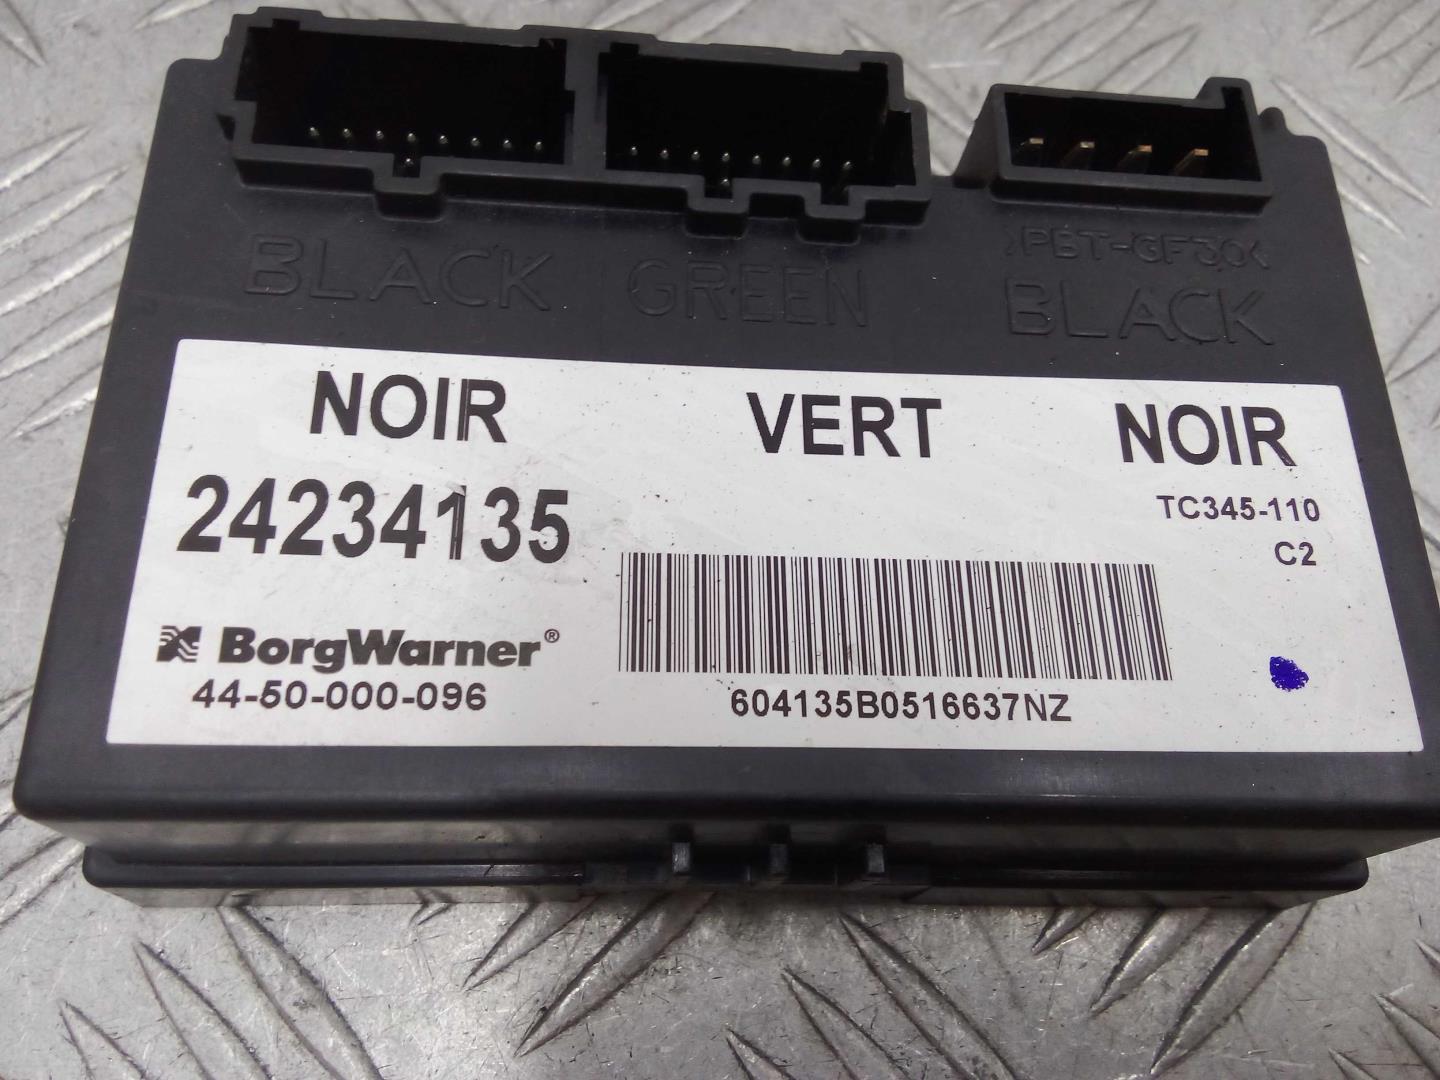 >PBT-GF30<
BLACK GREEN BLACK
NOIR VERT NOIR
24234135
TC345-110
C2
BorgWarner®
44-50-000-096
604135B0516637NZ